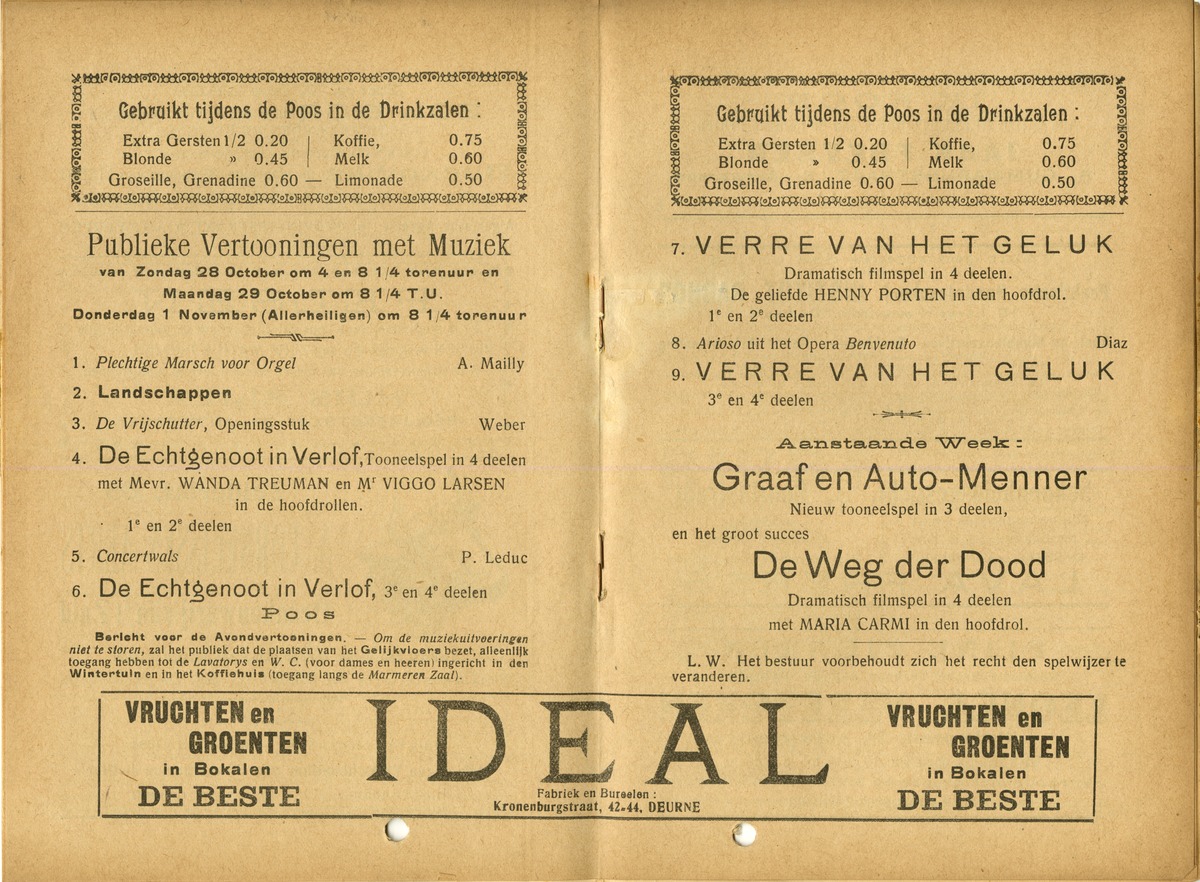 Gebruikt tijdens de Poos in de Drinkzalen :
Extra Gersten 1/2 0.20 | Koffie, 0.75
Blonde » 0.45 | Melk 0.60
Groseille, Grenadine 0.60 — Limonade 0.50
Publieke Vertooningen met Muziek
van Zondag 28 October om 4 en 8 1/4 torenuur en
Maandag 29 October om 8 1/4 T.U.
Donderdag 1 November (Allerheiligen) om 8 1/4 torenuur
1. Plechtige Marsch voor Orgel A. Mailly
2. Landschappen
3. De Vrijschutter, Openingsstuk Weber
4. De Echtgenoot in Verlof, Tooneelspel in 4 deelen
met Mevr. WANDA TREUMAN en Mr VIGGO LARSEN
in de hoofdrollen.
1e en 2e deelen
5. Concertwals P. Leduc
6. De Echtgenoot in Verlof, 3e en 4e deelen
Poos
Bericht voor de Avondvertooningen. — Om de muziekuitvoeringen
niet te storen, zal het publiek dat de plaatsen van het Gelijkvloers bezet, alleenlijk
toegang hebben tot de Lavatorys en W. C. (voor dames en heeren) ingericht in den
Wintertuin en in het Koffiehuis (toegang langs de Marmeren Zaal).
Gebruikt tijdens de Poos in de Drinkzalen :
Extra Gersten 1/2 0.20 | Koffie, 0.75
Blonde » 0.45 | Melk 0.60
Groseille, Grenadine 0.60 — Limonade 0.50
7. VERRE VAN HET GELUK
Dramatisch filmspel in 4 deelen.
De geliefde HENNY PORTEN in den hoofdrol.
1e en 2e deelen
8. Arioso uit het Opera Benvenuto Diaz
9. VERRE VAN HET GELUK
3e en 4e deelen
Aanstaande Week :
Graaf en Auto-Menner
Nieuw tooneelspel in 3 deelen,
en het groot succes
De Weg der Dood
Dramatisch filmspel in 4 deelen
met MARIA CARMI in den hoofdrol.
L. W. Het bestuur voorbehoudt zich het recht den spelwijzer te
veranderen.
VRUCHTEN en
GROENTEN
in Bokalen
DE BESTE
IDEAL
Fabriek en Bureelen :
Kronenburgstraat, 42-44, DEURNE
VRUCHTEN en
GROENTEN
in Bokalen
DE BESTE